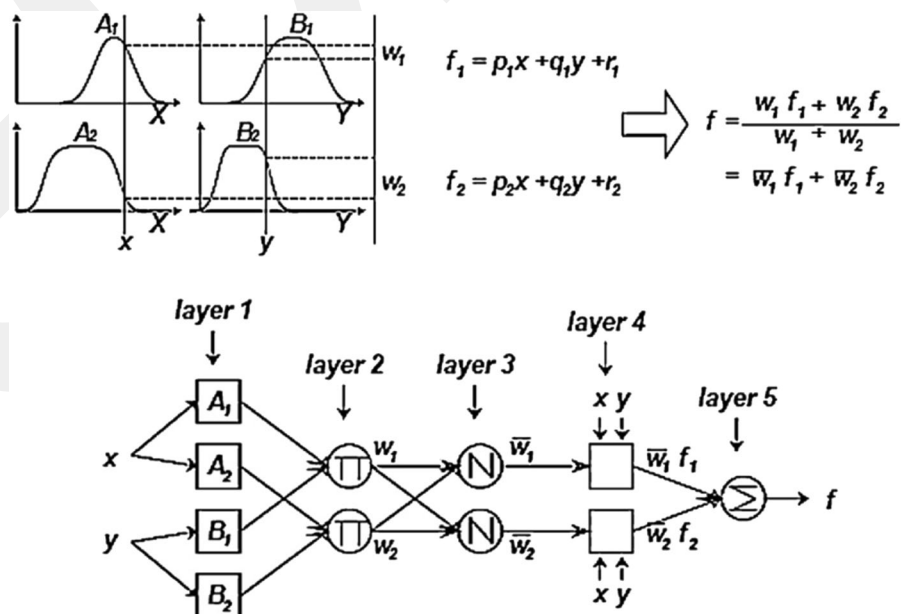 A₁ B₁
w₁ f₁ = p₁x +q₁y +r₁
X Y
f = w₁ f₁ + w₂ f₂ / w₁ + w₂
A₂ B₂
w₂ f₂ = p₂x +q₂y +r₂
= w̅₁ f₁ + w̅₂ f₂
X Y
x y
layer 1
layer 4
layer 2 layer 3
x y layer 5
A₁
x A₂ Π w₁ N w̅₁ w̅₁ f₁
Σ f
y B₁ Π w₂ N w̅₂ w̅₂ f₂
B₂
x y